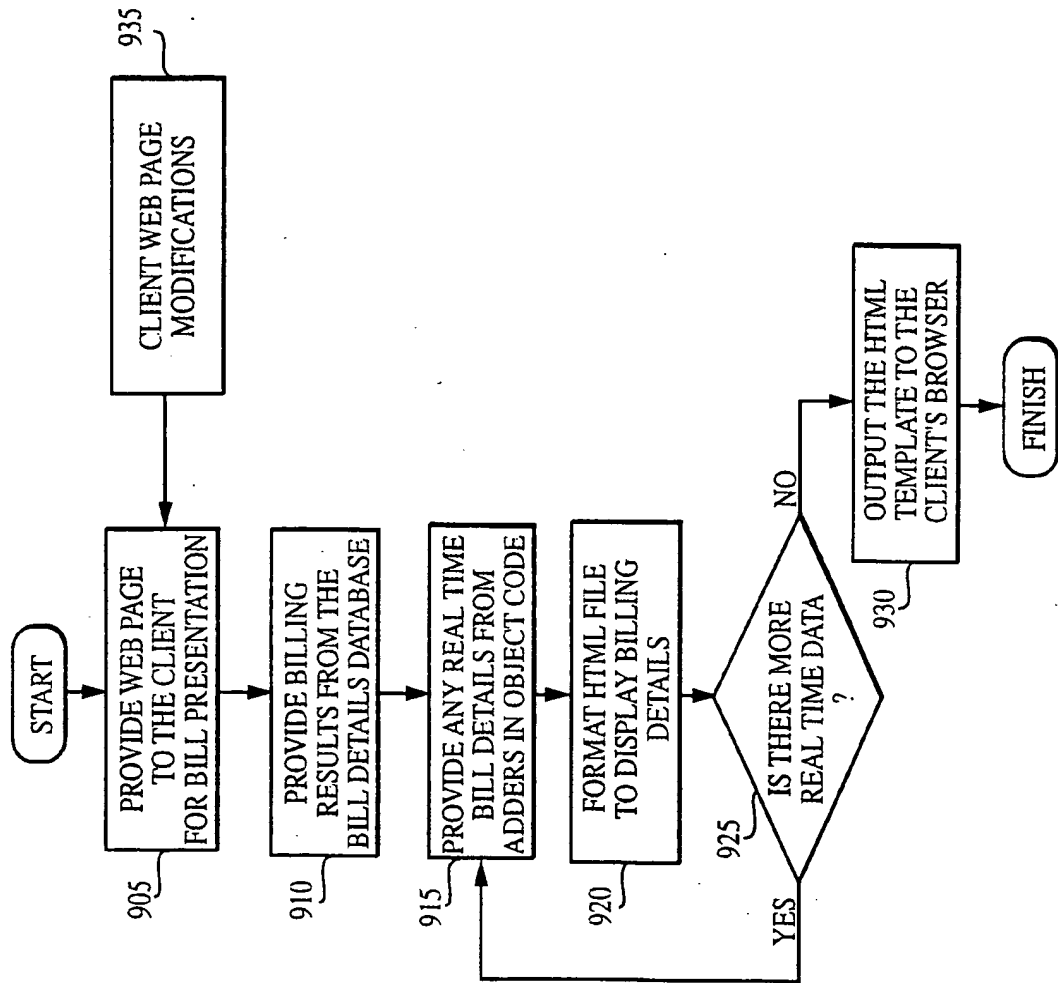 START
PROVIDE WEB PAGE
TO THE CLIENT
FOR BILL PRESENTATION
905
CLIENT WEB PAGE
MODIFICATIONS
935
PROVIDE BILLING
RESULTS FROM THE
BILL DETAILS DATABASE
910
PROVIDE ANY REAL TIME
BILL DETAILS FROM
ADDERS IN OBJECT CODE
915
FORMAT HTML FILE
TO DISPLAY BILLING
DETAILS
920
IS THERE MORE
REAL TIME DATA
?
925
YES
NO
OUTPUT THE HTML
TEMPLATE TO THE
CLIENT'S BROWSER
930
FINISH